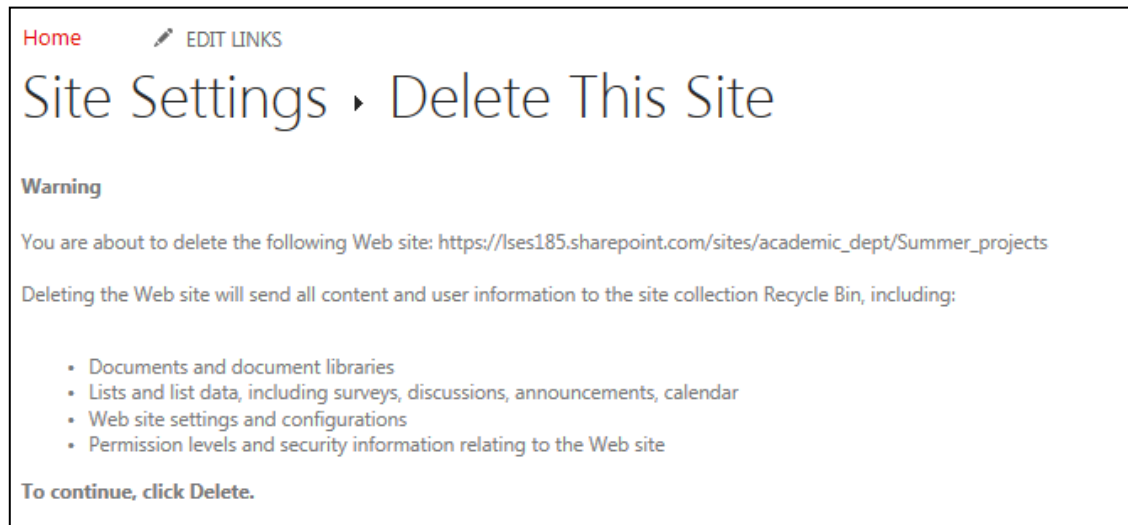 Home EDIT LINKS
Site Settings ▸ Delete This Site
Warning
You are about to delete the following Web site: https://lses185.sharepoint.com/sites/academic_dept/Summer_projects
Deleting the Web site will send all content and user information to the site collection Recycle Bin, including:
• Documents and document libraries
• Lists and list data, including surveys, discussions, announcements, calendar
• Web site settings and configurations
• Permission levels and security information relating to the Web site
To continue, click Delete.